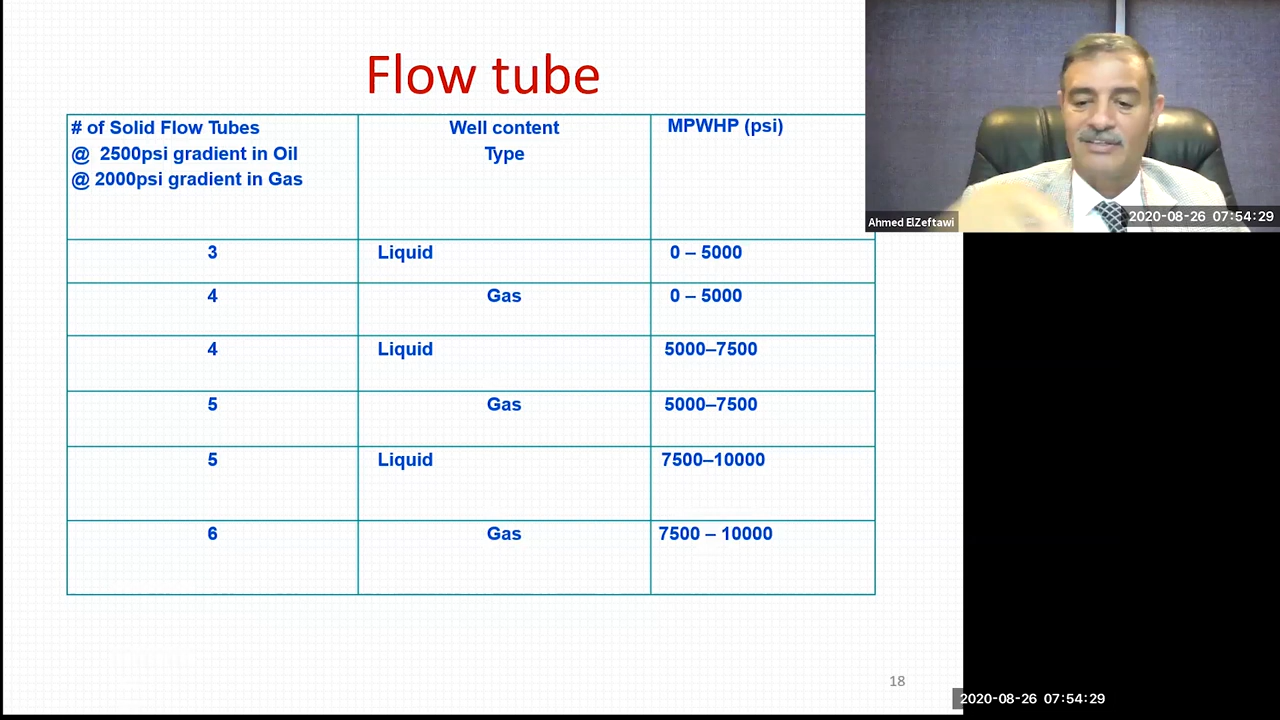 Flow tube
# of Solid Flow Tubes
@  2500psi gradient in Oil
@ 2000psi gradient in Gas
Well content
Type
MPWHP (psi)
3 Liquid 0 – 5000
4 Gas 0 – 5000
4 Liquid 5000–7500
5 Gas 5000–7500
5 Liquid 7500–10000
6 Gas 7500 – 10000
18
Ahmed ElZeftawi
2020-08-26 07:54:29
2020-08-26 07:54:29